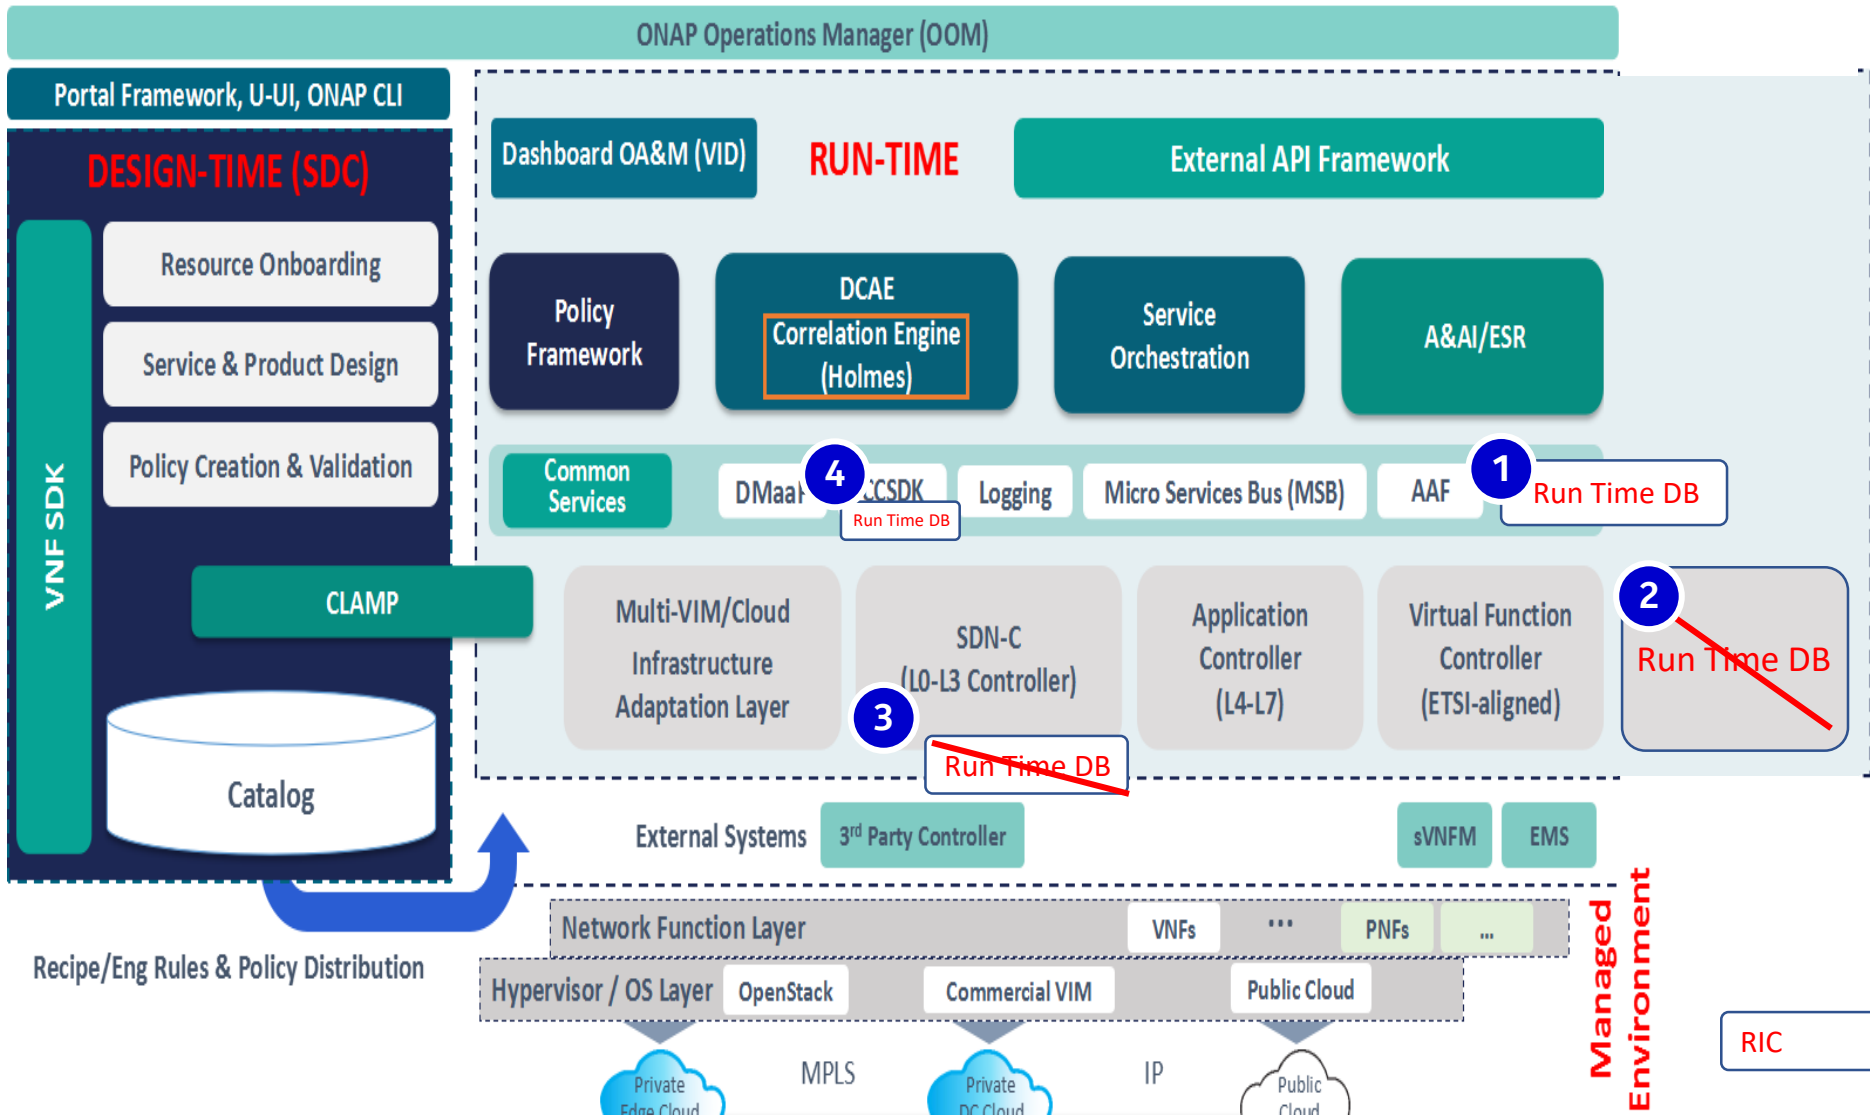 ONAP Operations Manager (OOM)
Portal Framework, U-UI, ONAP CLI
DESIGN-TIME (SDC)
VNF SDK
Resource Onboarding
Service & Product Design
Policy Creation & Validation
CLAMP
Catalog
Recipe/Eng Rules & Policy Distribution
Dashboard OA&M (VID)
RUN-TIME
External API Framework
Policy
Framework
DCAE
Correlation Engine
(Holmes)
Service
Orchestration
A&AI/ESR
Common
Services
4
CCSDK
Run Time DB
Logging
Micro Services Bus (MSB)
AAF
1
Run Time DB
Multi-VIM/Cloud
Infrastructure
Adaptation Layer
SDN-C
(L0-L3 Controller)
3
Run Time DB
Application
Controller
(L4-L7)
Virtual Function
Controller
(ETSI-aligned)
2
Run Time DB
External Systems
3rd Party Controller
sVNFM
EMS
Network Function Layer
VNFs
...
PNFs
...
Hypervisor / OS Layer
OpenStack
Commercial VIM
Public Cloud
Managed
Environment
RIC
Private
Edge Cloud
MPLS
Private
DC Cloud
IP
Public
Cloud